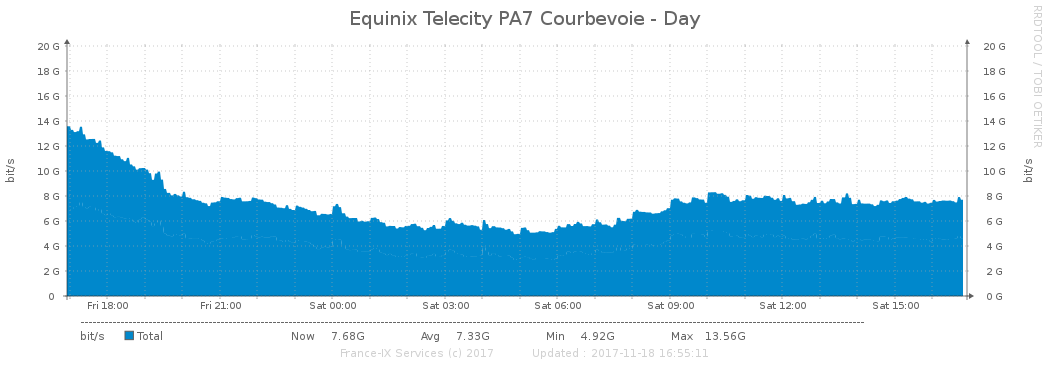 Equinix Telecity PA7 Courbevoie - Day
RRDTOOL / TOBI OETIKER
20 G 20 G
18 G 18 G
16 G 16 G
14 G 14 G
12 G 12 G
10 G 10 G
8 G 8 G
6 G 6 G
4 G 4 G
2 G 2 G
0 0 G
bit/s
bit/s
Fri 18:00 Fri 21:00 Sat 00:00 Sat 03:00 Sat 06:00 Sat 09:00 Sat 12:00 Sat 15:00
bit/s Total Now 7.68G Avg 7.33G Min 4.92G Max 13.56G
France-IX Services (c) 2017 Updated : 2017-11-18 16:55:11